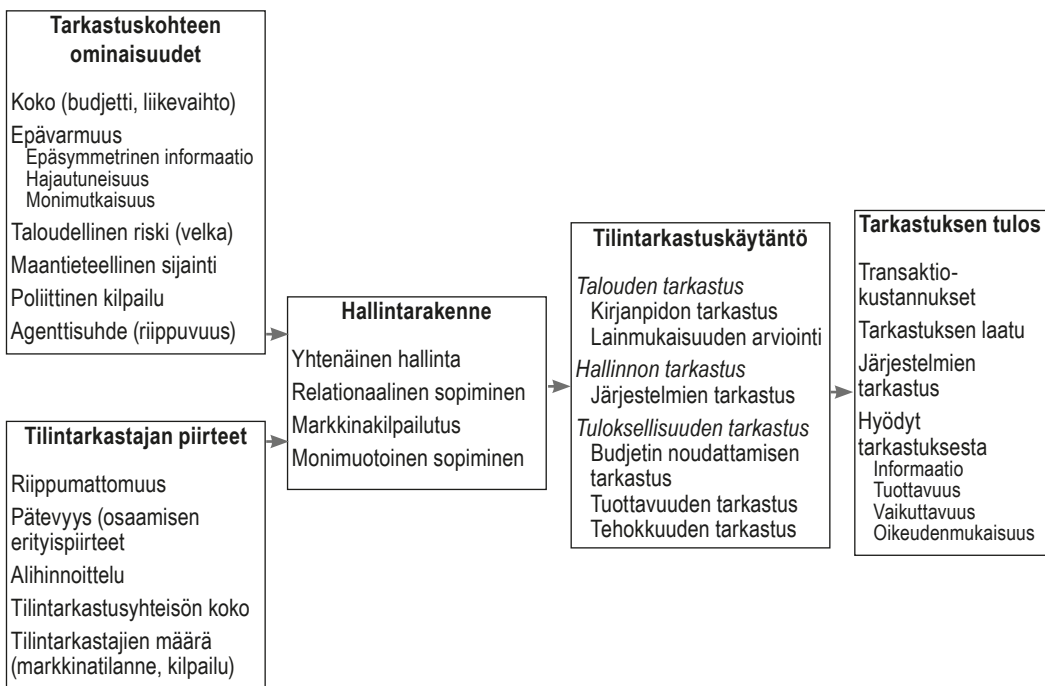 Tarkastuskohteen
ominaisuudet
Koko (budjetti, liikevaihto)
Epävarmuus
Epäsymmetrinen informaatio
Hajautuneisuus
Monimutkaisuus
Taloudellinen riski (velka)
Maantieteellinen sijainti
Poliittinen kilpailu
Agenttisuhde (riippuvuus)
Tilintarkastajan piirteet
Riippumattomuus
Pätevyys (osaamisen
erityispiirteet
Alihinnoittelu
Tilintarkastusyhteisön koko
Tilintarkastajien määrä
(markkinatilanne, kilpailu)
Hallintarakenne
Yhtenäinen hallinta
Relationaalinen sopiminen
Markkinakilpailutus
Monimuotoinen sopiminen
Tilintarkastuskäytäntö
Talouden tarkastus
Kirjanpidon tarkastus
Lainmukaisuuden arviointi
Hallinnon tarkastus
Järjestelmien tarkastus
Tuloksellisuuden tarkastus
Budjetin noudattamisen
tarkastus
Tuottavuuden tarkastus
Tehokkuuden tarkastus
Tarkastuksen tulos
Transaktio-
kustannukset
Tarkastuksen laatu
Järjestelmien
tarkastus
Hyödyt
tarkastuksesta
Informaatio
Tuottavuus
Vaikuttavuus
Oikeudenmukaisuus